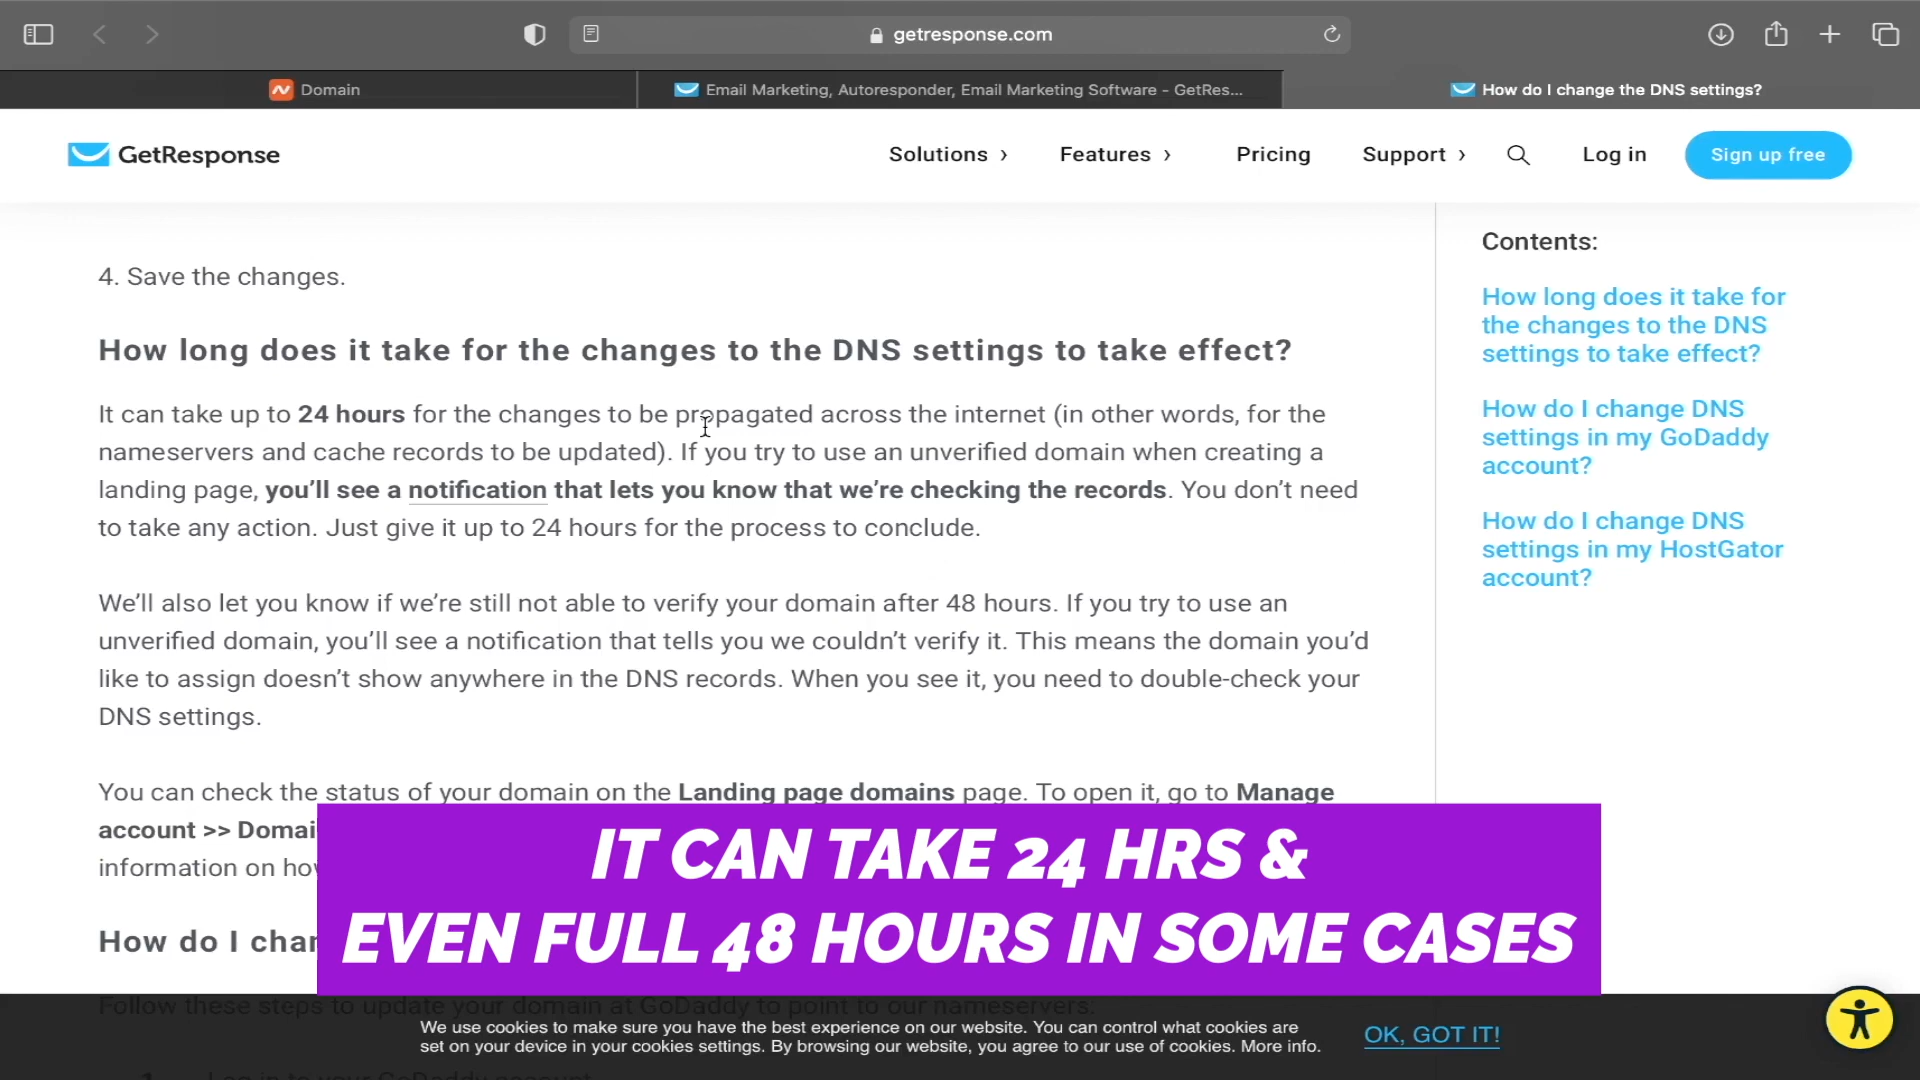 getresponse.com
Domain
Email Marketing, Autoresponder, Email Marketing Software - GetRes...
How do I change the DNS settings?
GetResponse
Solutions ›
Features ›
Pricing
Support ›
Log in
Sign up free
4. Save the changes.
How long does it take for the changes to the DNS settings to take effect?
It can take up to 24 hours for the changes to be propagated across the internet (in other words, for the
nameservers and cache records to be updated). If you try to use an unverified domain when creating a
landing page, you’ll see a notification that lets you know that we’re checking the records. You don’t need
to take any action. Just give it up to 24 hours for the process to conclude.
We’ll also let you know if we’re still not able to verify your domain after 48 hours. If you try to use an
unverified domain, you’ll see a notification that tells you we couldn’t verify it. This means the domain you’d
like to assign doesn’t show anywhere in the DNS records. When you see it, you need to double-check your
DNS settings.
You can check the status of your domain on the Landing page domains page. To open it, go to Manage
account >> Domai
information on how
How do I chan
Follow these steps to update your domain at GoDaddy to point to our nameservers.
Contents:
How long does it take for
the changes to the DNS
settings to take effect?
How do I change DNS
settings in my GoDaddy
account?
How do I change DNS
settings in my HostGator
account?
IT CAN TAKE 24 HRS &
EVEN FULL 48 HOURS IN SOME CASES
We use cookies to make sure you have the best experience on our website. You can control what cookies are
set on your device in your cookies settings. By browsing our website, you agree to our use of cookies. More info.
OK, GOT IT!
1. Log in to your GoDaddy account